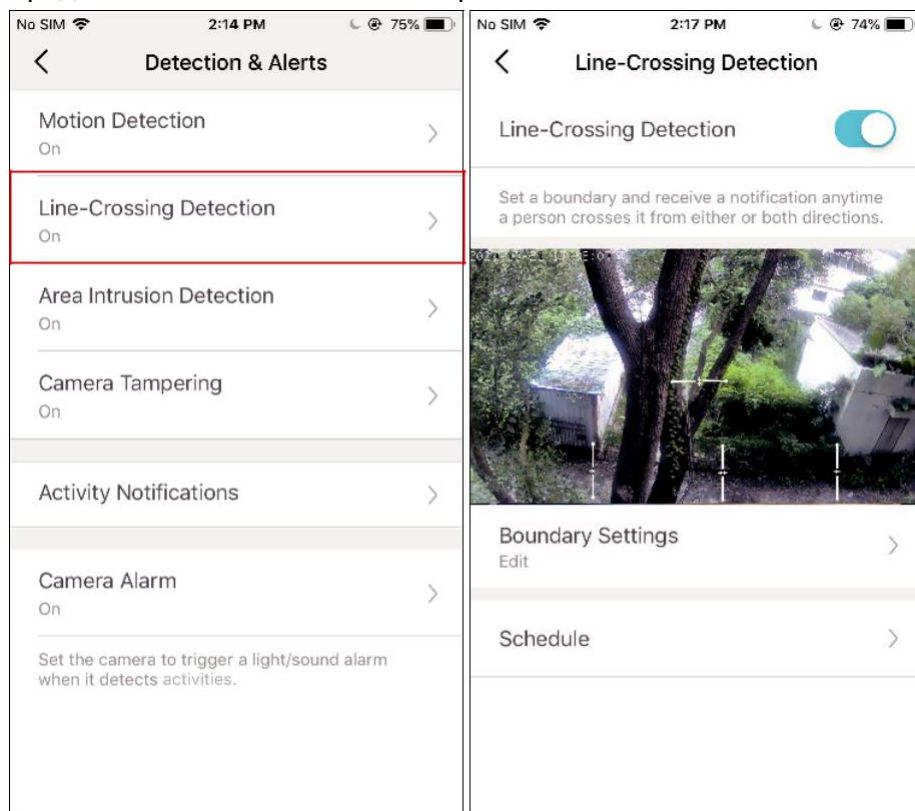 No SIM 2:14 PM 75%
Detection & Alerts
Motion Detection
On
Line-Crossing Detection
On
Area Intrusion Detection
On
Camera Tampering
On
Activity Notifications
Camera Alarm
On
Set the camera to trigger a light/sound alarm
when it detects activities.
No SIM 2:17 PM 74%
Line-Crossing Detection
Line-Crossing Detection
Set a boundary and receive a notification anytime
a person crosses it from either or both directions.
Boundary Settings
Edit
Schedule